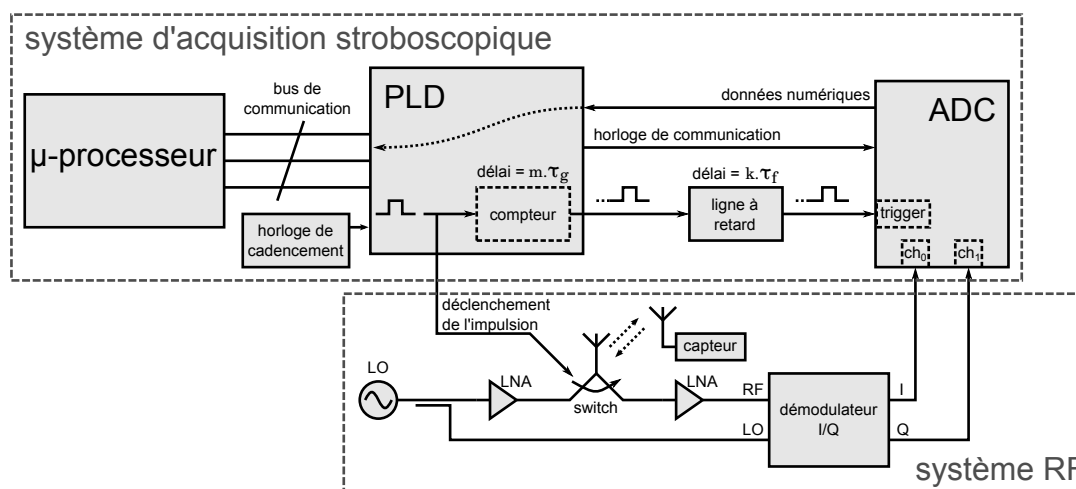 système d'acquisition stroboscopique
bus de
communication
PLD
ADC
données numériques
µ-processeur
horloge de communication
délai = m.τg
délai = k.τf
compteur
ligne à
retard
trigger
horloge de
cadencement
ch0
ch1
déclenchement
de l'impulsion
capteur
LO
LNA
switch
LNA
RF
LO
démodulateur
I/Q
I
Q
système RF